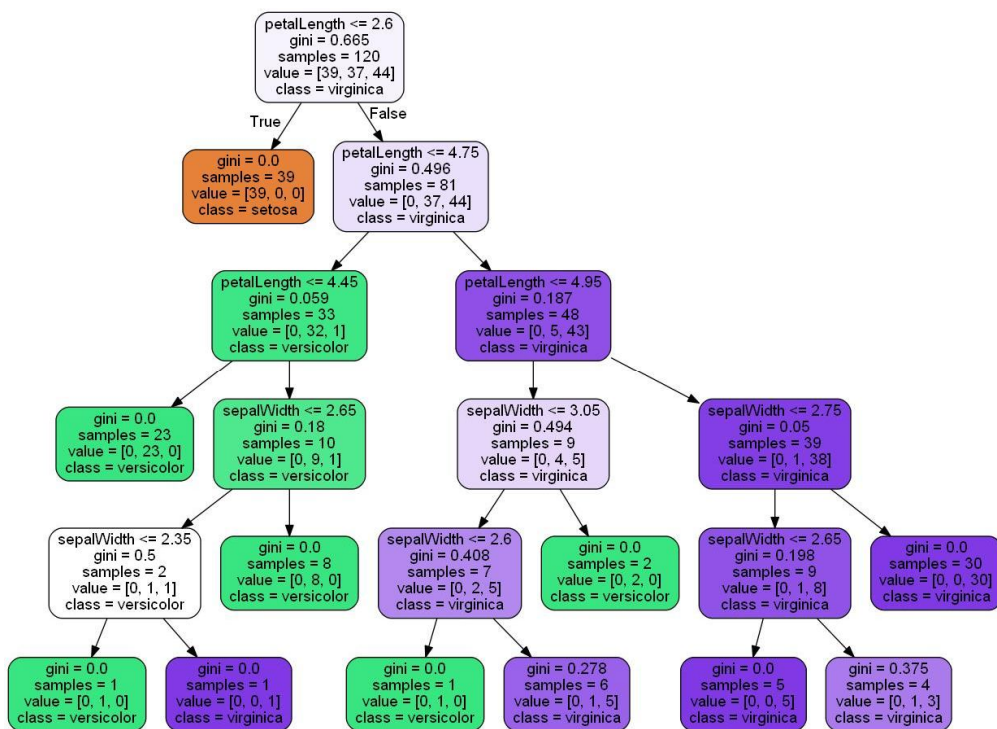 petalLength <= 2.6
gini = 0.665
samples = 120
value = [39, 37, 44]
class = virginica
True
False
gini = 0.0
samples = 39
value = [39, 0, 0]
class = setosa
petalLength <= 4.75
gini = 0.496
samples = 81
value = [0, 37, 44]
class = virginica
petalLength <= 4.45
gini = 0.059
samples = 33
value = [0, 32, 1]
class = versicolor
petalLength <= 4.95
gini = 0.187
samples = 48
value = [0, 5, 43]
class = virginica
gini = 0.0
samples = 23
value = [0, 23, 0]
class = versicolor
sepalWidth <= 2.65
gini = 0.18
samples = 10
value = [0, 9, 1]
class = versicolor
sepalWidth <= 3.05
gini = 0.494
samples = 9
value = [0, 4, 5]
class = virginica
sepalWidth <= 2.75
gini = 0.05
samples = 39
value = [0, 1, 38]
class = virginica
sepalWidth <= 2.35
gini = 0.5
samples = 2
value = [0, 1, 1]
class = versicolor
gini = 0.0
samples = 8
value = [0, 8, 0]
class = versicolor
sepalWidth <= 2.6
gini = 0.408
samples = 7
value = [0, 2, 5]
class = virginica
gini = 0.0
samples = 2
value = [0, 2, 0]
class = versicolor
sepalWidth <= 2.65
gini = 0.198
samples = 9
value = [0, 1, 8]
class = virginica
gini = 0.0
samples = 30
value = [0, 0, 30]
class = virginica
gini = 0.0
samples = 1
value = [0, 1, 0]
class = versicolor
gini = 0.0
samples = 1
value = [0, 0, 1]
class = virginica
gini = 0.0
samples = 1
value = [0, 1, 0]
class = versicolor
gini = 0.278
samples = 6
value = [0, 1, 5]
class = virginica
gini = 0.0
samples = 5
value = [0, 0, 5]
class = virginica
gini = 0.375
samples = 4
value = [0, 1, 3]
class = virginica